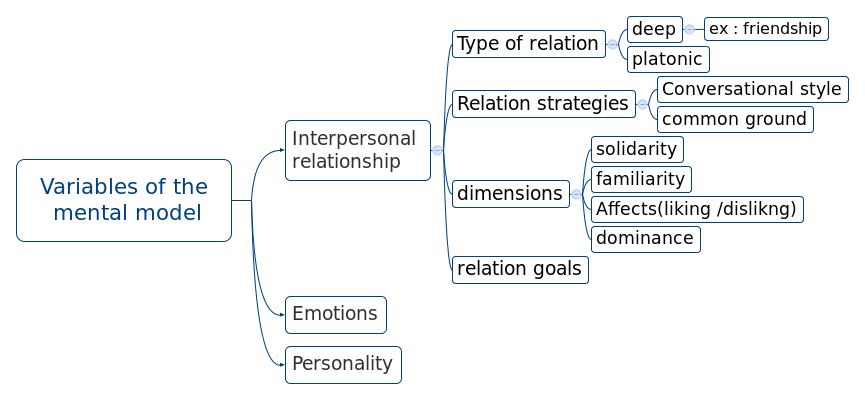 Variables of the
mental model
Interpersonal
relationship
Type of relation
deep
ex : friendship
platonic
Relation strategies
Conversational style
common ground
dimensions
solidarity
familiarity
Affects(liking /dislikng)
dominance
relation goals
Emotions
Personality